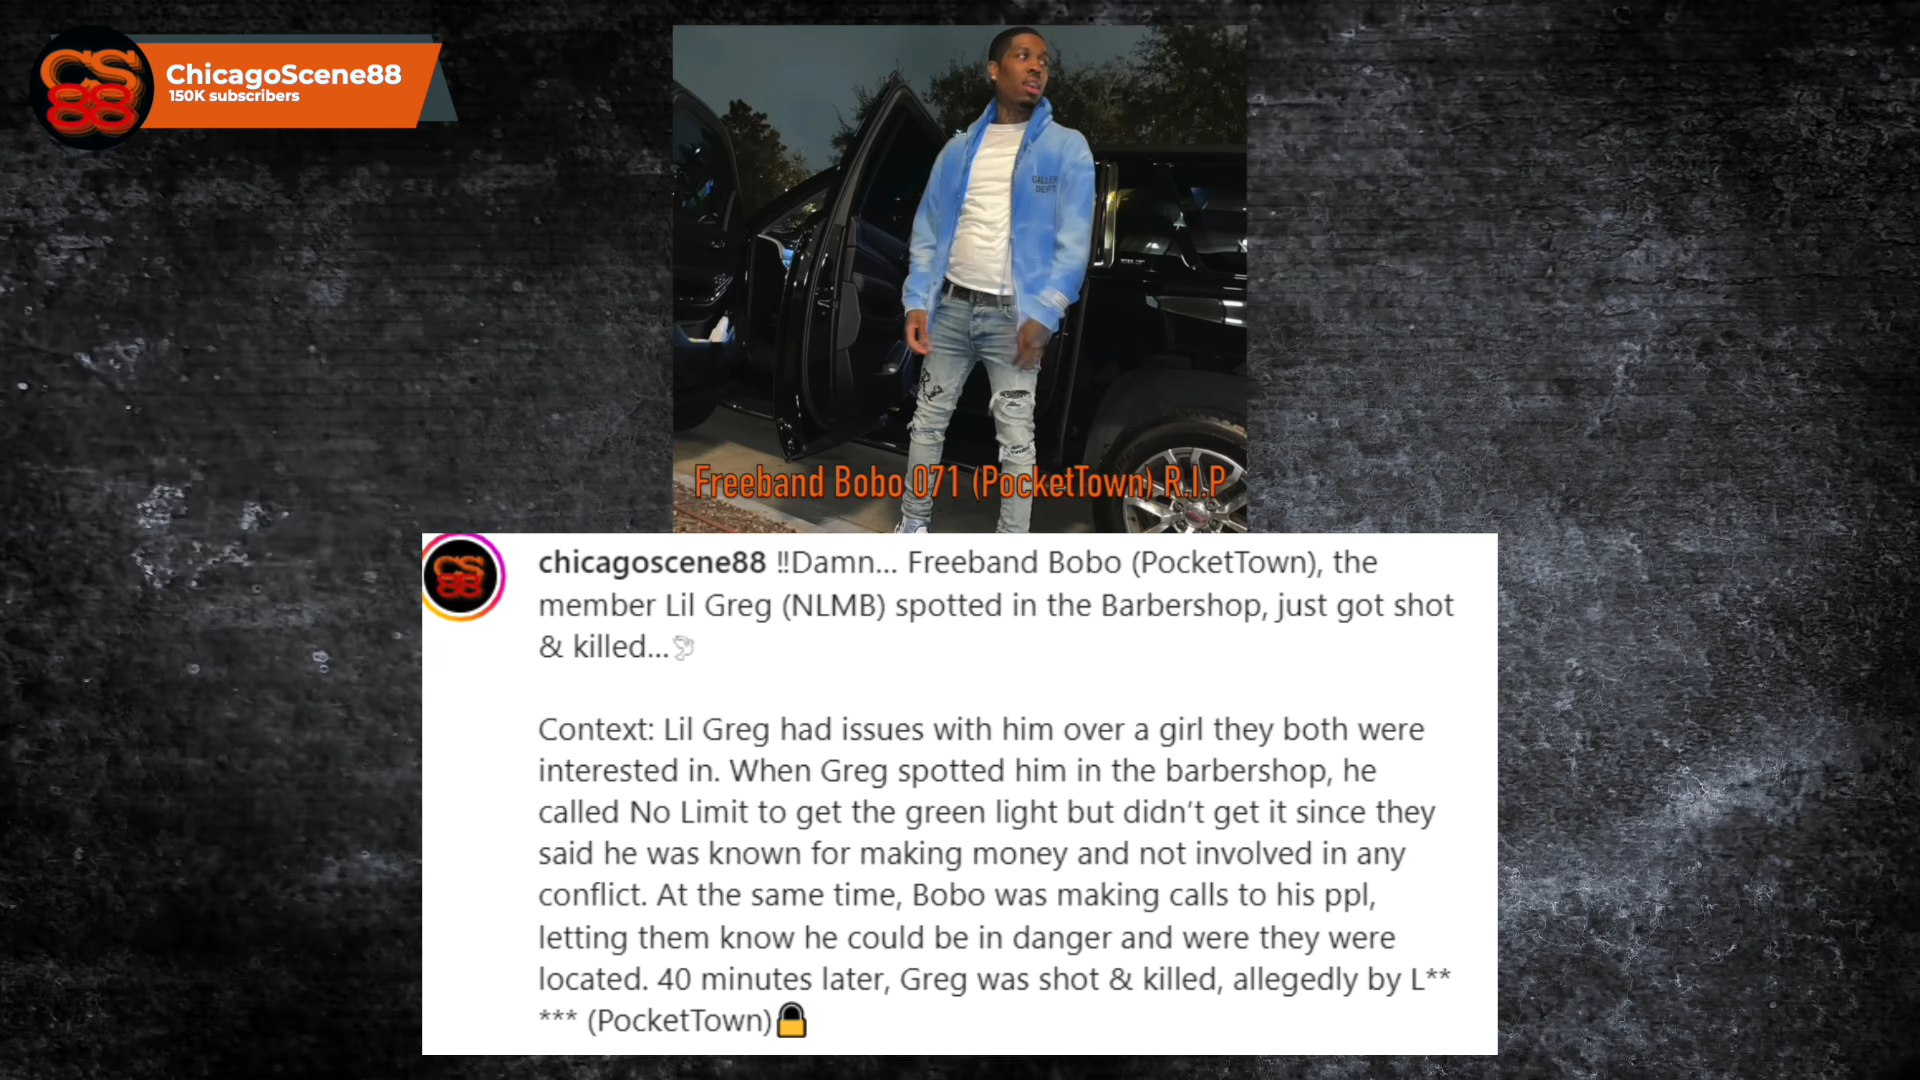 CS
88
ChicagoScene88
150K subscribers
GALLERY
DEPT
Freeband Bobo 071 (PocketTown) R.I.P
CS
88
chicagoscene88 ‼Damn... Freeband Bobo (PocketTown), the
member Lil Greg (NLMB) spotted in the Barbershop, just got shot
& killed...🕊
Context: Lil Greg had issues with him over a girl they both were
interested in. When Greg spotted him in the barbershop, he
called No Limit to get the green light but didn’t get it since they
said he was known for making money and not involved in any
conflict. At the same time, Bobo was making calls to his ppl,
letting them know he could be in danger and were they were
located. 40 minutes later, Greg was shot & killed, allegedly by L**
*** (PocketTown)🔒